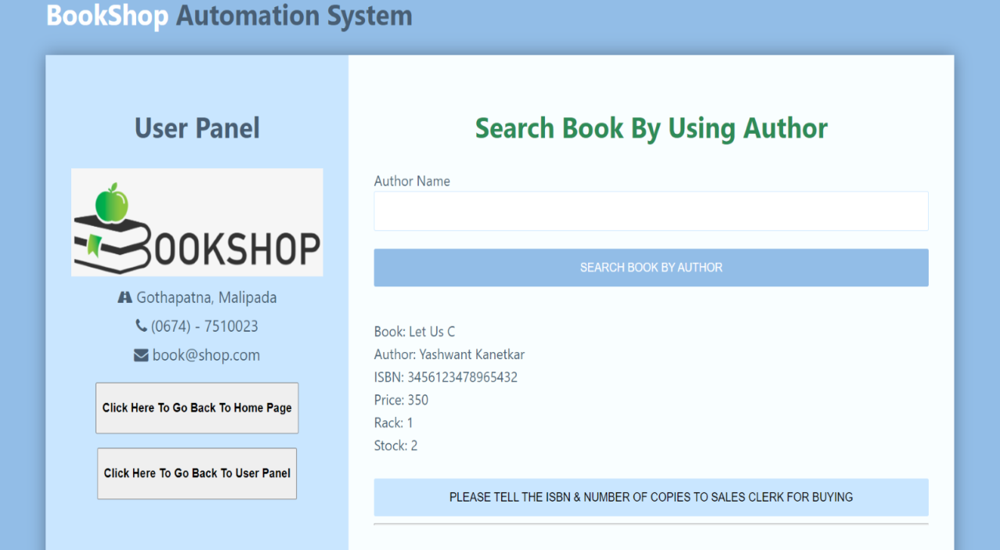 BookShop Automation System
User Panel
BOOKSHOP
Gothapatna, Malipada
(0674) - 7510023
book@shop.com
Click Here To Go Back To Home Page
Click Here To Go Back To User Panel
Search Book By Using Author
Author Name
SEARCH BOOK BY AUTHOR
Book: Let Us C
Author: Yashwant Kanetkar
ISBN: 3456123478965432
Price: 350
Rack: 1
Stock: 2
PLEASE TELL THE ISBN & NUMBER OF COPIES TO SALES CLERK FOR BUYING